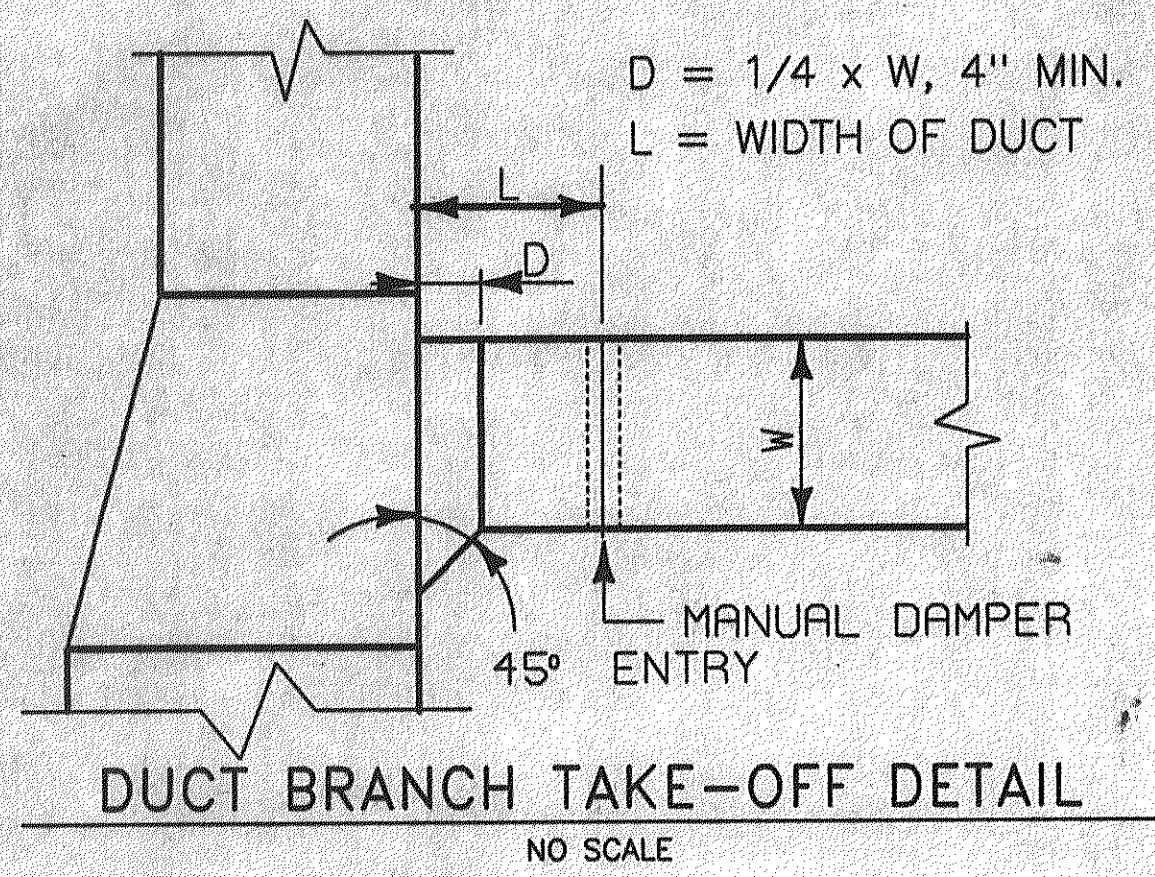 D = 1/4 x W, 4" MIN.
L = WIDTH OF DUCT
L
D
W
MANUAL DAMPER
45° ENTRY
DUCT BRANCH TAKE-OFF DETAIL
NO SCALE